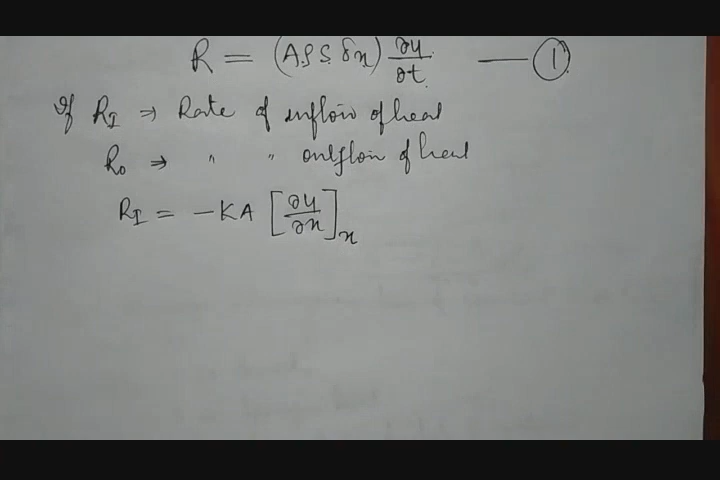 R = (A ρ S δx) ∂u/∂t —— ①
If R_I ⇒ Rate of inflow of heat
R_o ⇒ " " outflow of heat
R_I = -KA [∂u/∂x]_x